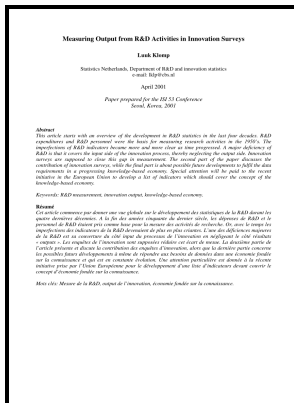 Measuring Output from R&D Activities in Innovation Surveys
Luuk Klomp
Statistics Netherlands, Department of R&D and innovation statistics
e-mail: lklp@cbs.nl
April 2001
Paper prepared for the ISI 53 Conference
Seoul, Korea, 2001
Abstract
This article starts with an overview of the development in R&D statistics in the last four decades. R&D
expenditures and R&D personnel were the basis for measuring research activities in the 1950's. The
imperfections of R&D indicators became more and more clear as time progressed. A major deficiency of
R&D is that it covers the input side of the innovation process, thereby neglecting the output side. Innovation
surveys are supposed to close this gap in measurement. The second part of the paper discusses the
contribution of innovation surveys, while the final part is about possible future developments to fulfil the data
requirements in a progressing knowledge-based economy. Special attention will be paid to the recent
initiative in the European Union to develop a list of indicators which should cover the concept of the
knowledge-based economy.
Keywords: R&D measurement, innovation output, knowledge-based economy.
Résumé
Cet article commence par donner une vue globale sur le développement des statistiques de la R&D durant les
quatre dernières décennies. A la fin des années cinquante du dernier siècle, les dépenses de R&D et le
personnel de R&D étaient pris comme base pour la mesure des activités de recherche. Or, avec le temps les
imperfections des indicateurs de la R&D devenaient de plus en plus criantes. L'une des déficiences majeures
de la R&D est sa couverture du côté input du processus de l'innovation en négligeant le côté résultats
« outputs ». Les enquêtes de l'innovation sont supposées réduire cet écart de mesure. La deuxième partie de
l'article présente et discute la contribution des enquêtes d'innovation, alors que la dernière partie concerne
les possibles futurs développements à même de répondre aux besoins de données dans une économie fondée
sur la connaissance et qui est en constante évolution. Une attention particulière est donnée à la récente
initiative prise par l'Union Européenne pour le développement d'une liste d'indicateurs devant couvrir le concept
d'économie fondée sur la connaissance.
Mots clés: Mesure de la R&D, output de l'innovation, économie fondée sur la connaissance.